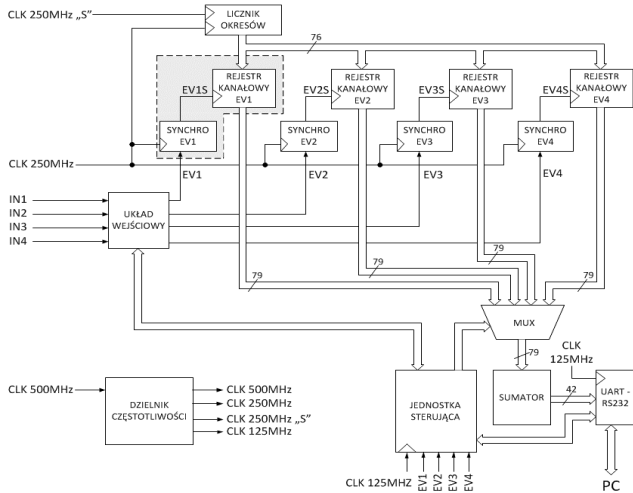 CLK 250MHz „S”
LICZNIK
OKRESÓW
76
EV1S
REJESTR
KANAŁOWY
EV1
EV2S
REJESTR
KANAŁOWY
EV2
EV3S
REJESTR
KANAŁOWY
EV3
EV4S
REJESTR
KANAŁOWY
EV4
SYNCHRO
EV1
SYNCHRO
EV2
SYNCHRO
EV3
SYNCHRO
EV4
CLK 250MHz
EV1
EV2
EV3
EV4
IN1
IN2
IN3
IN4
UKŁAD
WEJŚCIOWY
79
79
79
79
MUX
79
CLK
125MHz
CLK 500MHz
DZIELNIK
CZĘSTOTLIWOŚCI
CLK 500MHz
CLK 250MHz
CLK 250MHz „S”
CLK 125MHz
JEDNOSTKA
STERUJĄCA
SUMATOR
42
UART -
RS232
CLK 125MHZ
EV1
EV2
EV3
EV4
PC